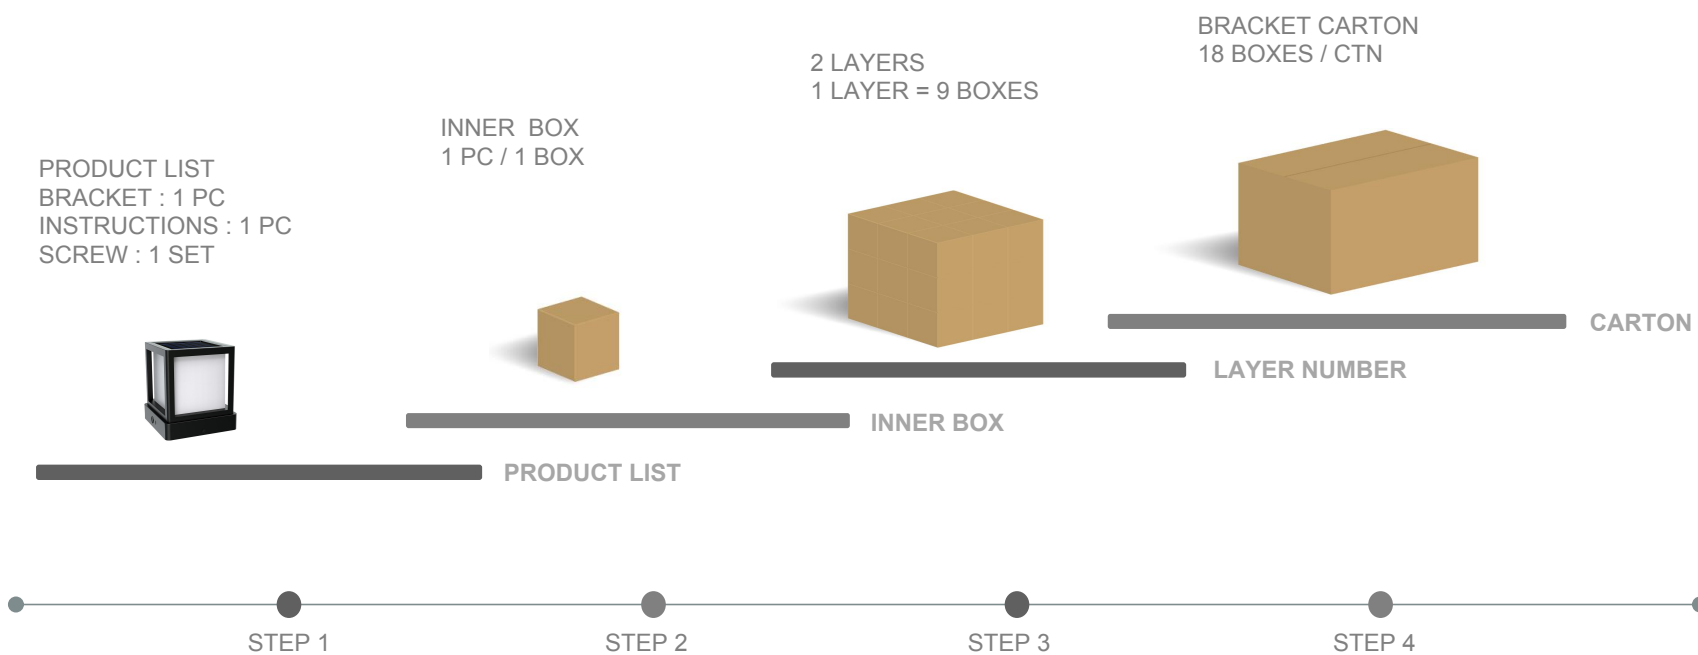 PRODUCT LIST
BRACKET : 1 PC
INSTRUCTIONS : 1 PC
SCREW : 1 SET
PRODUCT LIST
INNER  BOX
1 PC / 1 BOX
INNER BOX
2 LAYERS
1 LAYER = 9 BOXES
LAYER NUMBER
BRACKET CARTON
18 BOXES / CTN
CARTON
STEP 1
STEP 2
STEP 3
STEP 4